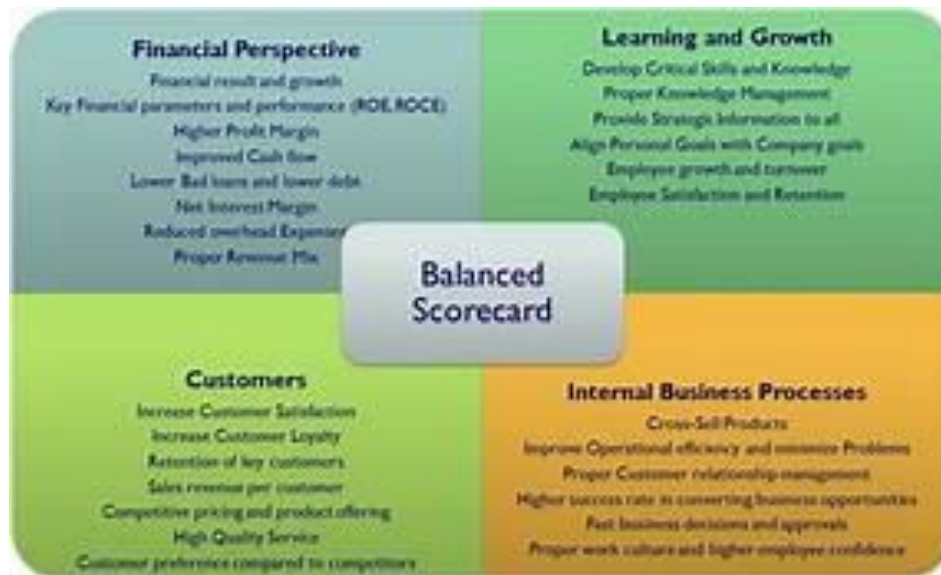 Financial Perspective
Financial result and growth
Key Financial parameters and performance (ROE,ROCE)
Higher Profit Margin
Improved Cash flow
Lower Bad loans and lower debt
Net Interest Margin
Reduced overhead Expenses
Proper Revenue Mix
Learning and Growth
Develop Critical Skills and Knowledge
Proper Knowledge Management
Provide Strategic Information to all
Align Personal Goals with Company goals
Employee growth and turnover
Employee Satisfaction and Retention
Balanced
Scorecard
Customers
Increase Customer Satisfaction
Increase Customer Loyalty
Retention of key customers
Sales revenue per customer
Competitive pricing and product offering
High Quality Service
Customer preference compared to competitors
Internal Business Processes
Cross-Sell Products
Improve Operational efficiency and minimize Problems
Proper Customer relationship management
Higher success rate in converting business opportunities
Fast business decisions and approvals
Proper work culture and higher employee confidence